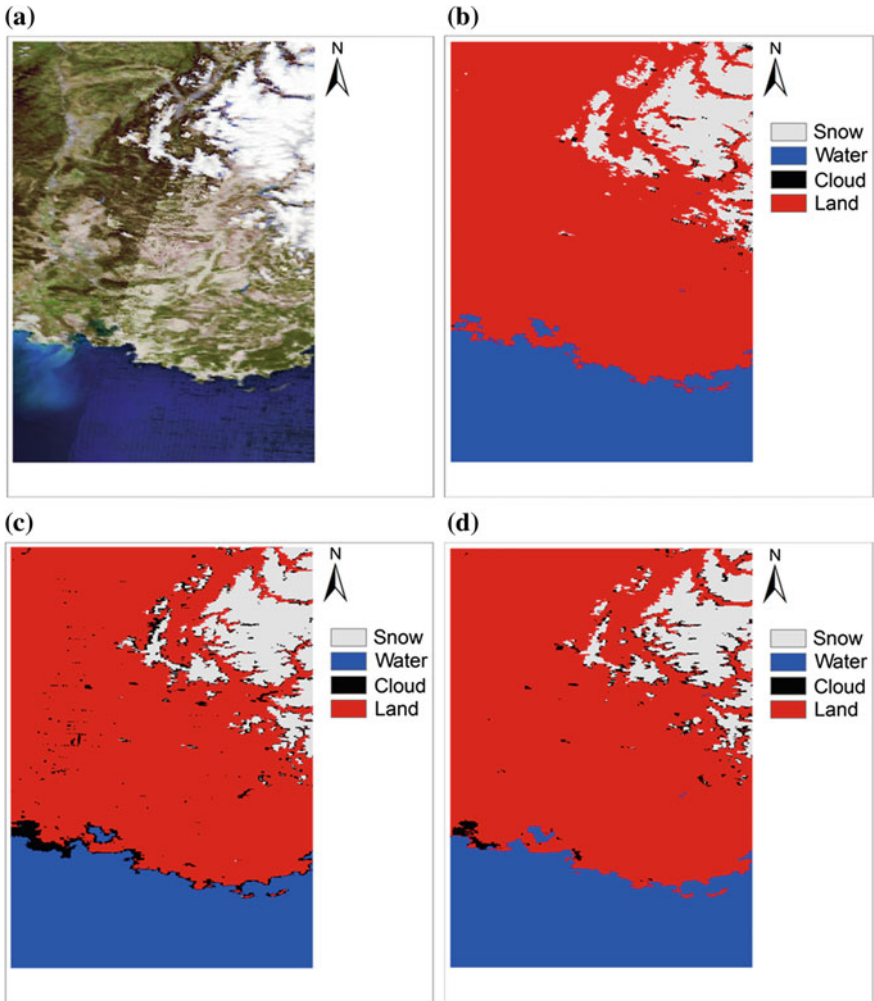 (a)
N
(b)
N
Snow
Water
Cloud
Land
(c)
N
Snow
Water
Cloud
Land
(d)
N
Snow
Water
Cloud
Land